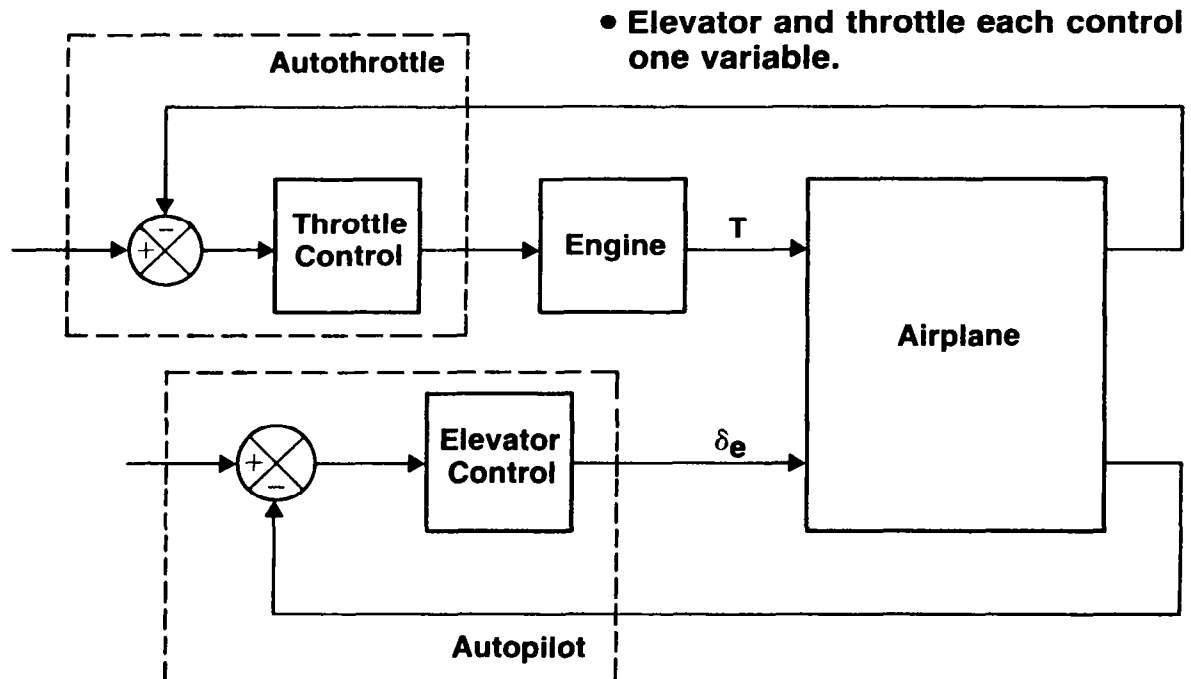 • Elevator and throttle each control
one variable.
Autothrottle
−
+
Throttle
Control
Engine
T
Airplane
Elevator
Control
δe
+
−
Autopilot